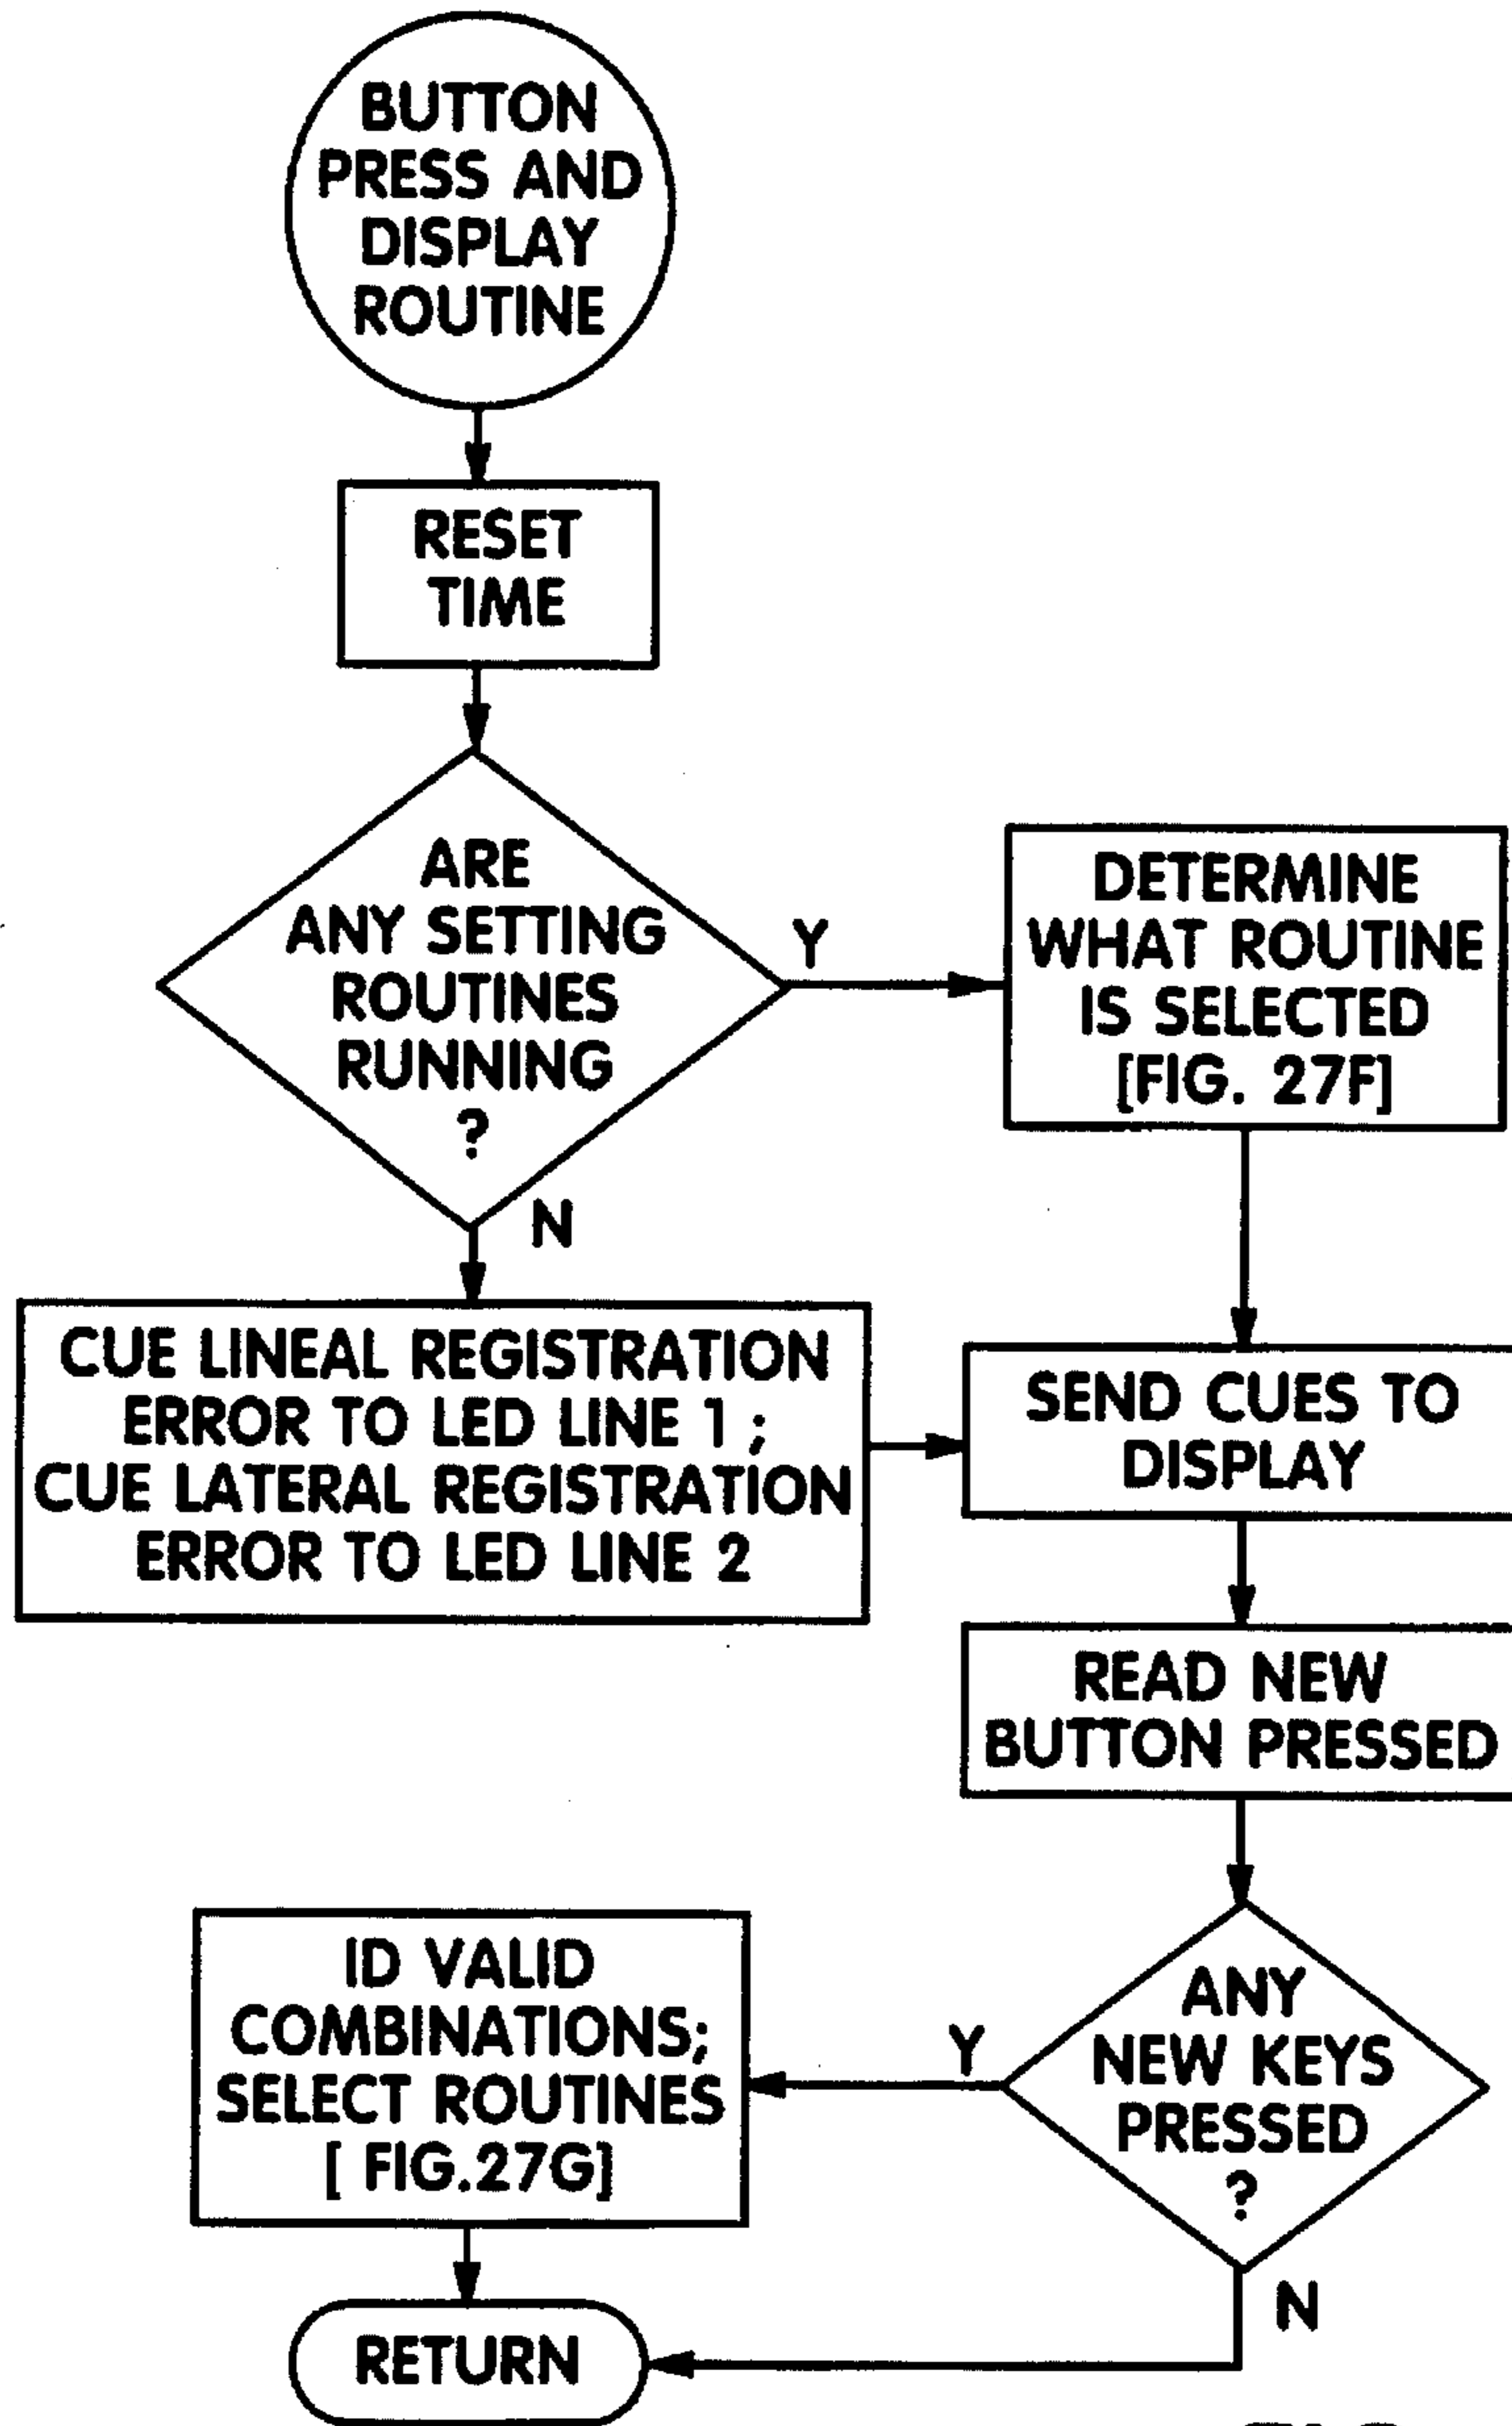 BUTTON
PRESS AND
DISPLAY
ROUTINE
RESET
TIME
ARE
ANY SETTING
ROUTINES
RUNNING
?
Y
N
DETERMINE
WHAT ROUTINE
IS SELECTED
[FIG. 27F]
CUE LINEAL REGISTRATION
ERROR TO LED LINE 1 ;
CUE LATERAL REGISTRATION
ERROR TO LED LINE 2
SEND CUES TO
DISPLAY
READ NEW
BUTTON PRESSED
ANY
NEW KEYS
PRESSED
?
Y
N
ID VALID
COMBINATIONS;
SELECT ROUTINES
[ FIG.27G]
RETURN